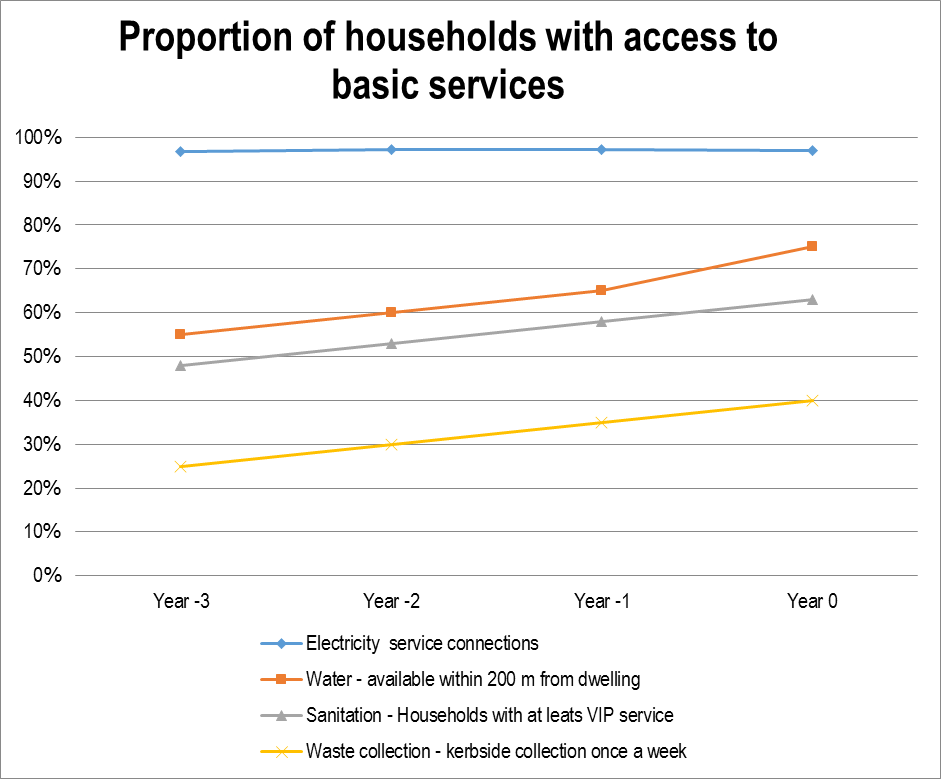 Proportion of households with access to
basic services
100%
90%
80%
70%
60%
50%
40%
30%
20%
10%
0%
Year -3 Year -2 Year -1 Year 0
Electricity  service connections
Water - available within 200 m from dwelling
Sanitation - Households with at leats VIP service
Waste collection - kerbside collection once a week